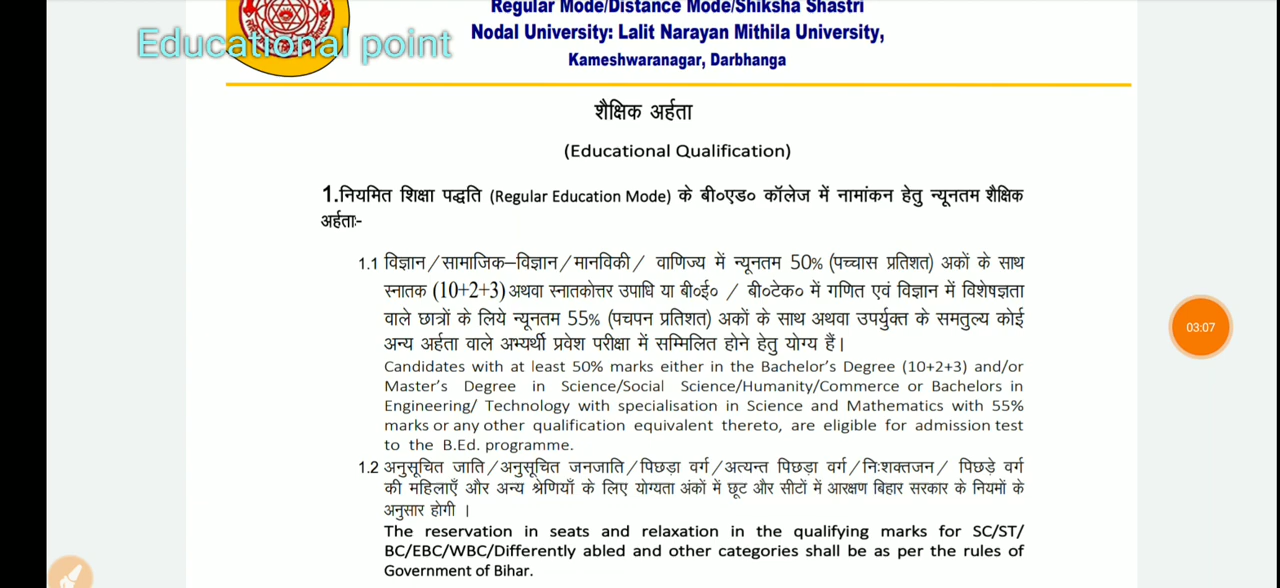 Regular Mode/Distance Mode/Shiksha Shastri
Educational point
Nodal University: Lalit Narayan Mithila University,
Kameshwaranagar, Darbhanga
शैक्षिक अर्हता
(Educational Qualification)
1.नियमित शिक्षा पद्धति (Regular Education Mode) के बी०एड० कॉलेज में नामांकन हेतु न्यूनतम शैक्षिक
अर्हताः-
1.1 विज्ञान/सामाजिक–विज्ञान/मानविकी/ वाणिज्य में न्यूनतम 50% (पच्चास प्रतिशत) अकों के साथ
स्नातक (10+2+3) अथवा स्नातकोत्तर उपाधि या बी०ई० / बी०टेक० में गणित एवं विज्ञान में विशेषज्ञता
वाले छात्रों के लिये न्यूनतम 55% (पचपन प्रतिशत) अकों के साथ अथवा उपर्युक्त के समतुल्य कोई
अन्य अर्हता वाले अभ्यर्थी प्रवेश परीक्षा में सम्मिलित होने हेतु योग्य हैं।
Candidates with at least 50% marks either in the Bachelor’s Degree (10+2+3) and/or
Master’s Degree in Science/Social Science/Humanity/Commerce or Bachelors in
Engineering/ Technology with specialisation in Science and Mathematics with 55%
marks or any other qualification equivalent thereto, are eligible for admission test
to the B.Ed. programme.
1.2 अनुसूचित जाति/अनुसूचित जनजाति/पिछड़ा वर्ग/अत्यन्त पिछड़ा वर्ग/निःशक्तजन/ पिछड़े वर्ग
की महिलाएँ और अन्य श्रेणियाँ के लिए योग्यता अंकों में छूट और सीटों में आरक्षण बिहार सरकार के नियमों के
अनुसार होगी ।
The reservation in seats and relaxation in the qualifying marks for SC/ST/
BC/EBC/WBC/Differently abled and other categories shall be as per the rules of
Government of Bihar.
03:07